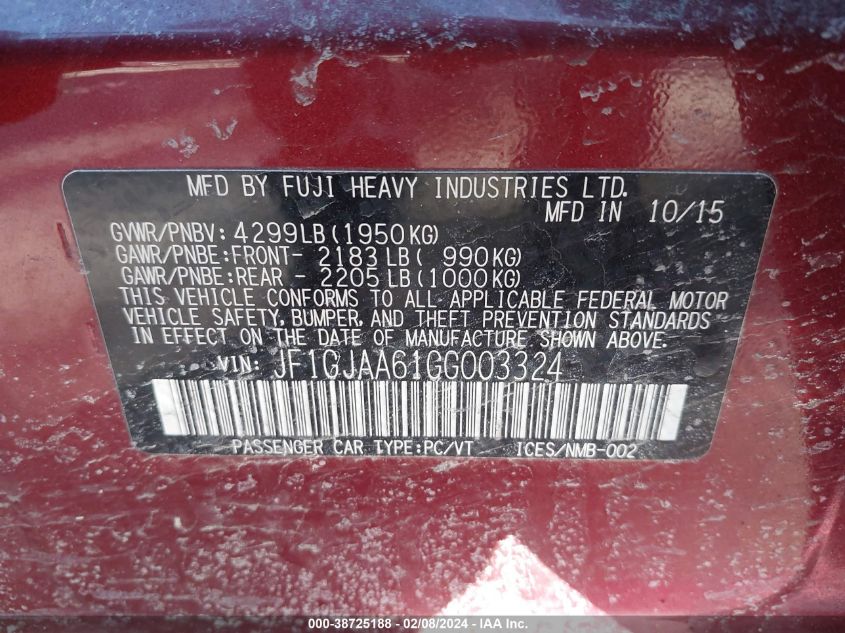 MFD BY FUJI HEAVY INDUSTRIES LTD.
MFD IN 10/15
GVWR/PNBV: 4299LB(1950KG)
GAWR/PNBE:FRONT- 2183LB( 990KG)
GAWR/PNBE:REAR - 2205LB(1000KG)
THIS VEHICLE CONFORMS TO ALL APPLICABLE FEDERAL MOTOR
VEHICLE SAFETY, BUMPER, AND THEFT PREVENTION STANDARDS
IN EFFECT ON THE DATE OF MANUFACTURE SHOWN ABOVE.
VIN: JF1GJAA61GG003324
PASSENGER CAR TYPE:PC/VT ICES/NMB-002
000-38725188 - 02/08/2024 - IAA